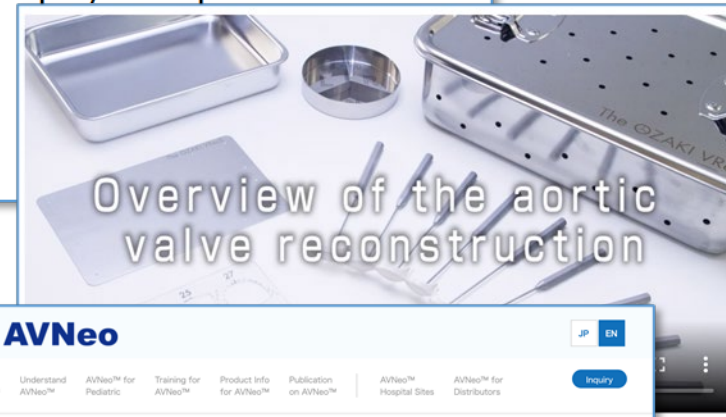 The OZAKI VRec
Overview of the aortic
valve reconstruction
25
27
AVNeo
JP EN
Understand
AVNeo™
AVNeo™ for
Pediatric
Training for
AVNeo™
Product Info
for AVNeo™
Publication
on AVNeo™
AVNeo™
Hospital Sites
AVNeo™ for
Distributors
Inquiry